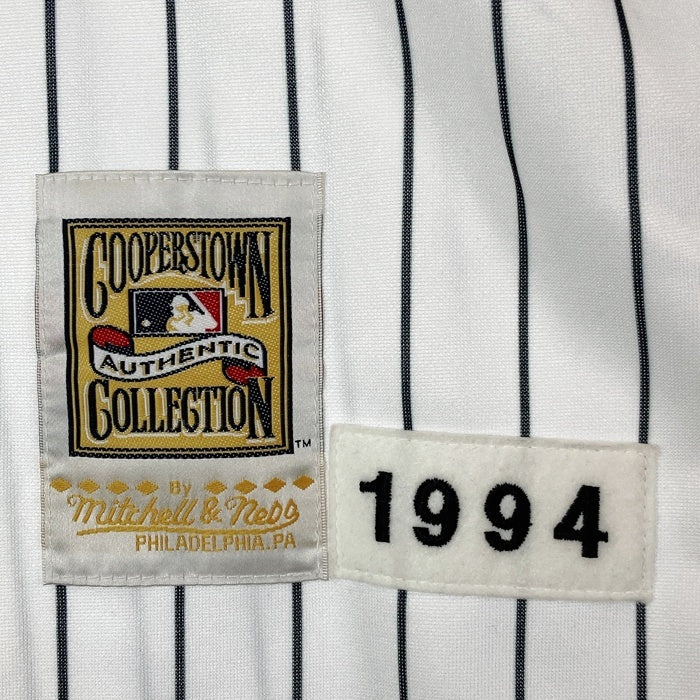 COOPERSTOWN
AUTHENTIC
COLLECTION
TM
By
Mitchell & Ness
PHILADELPHIA.PA
1994